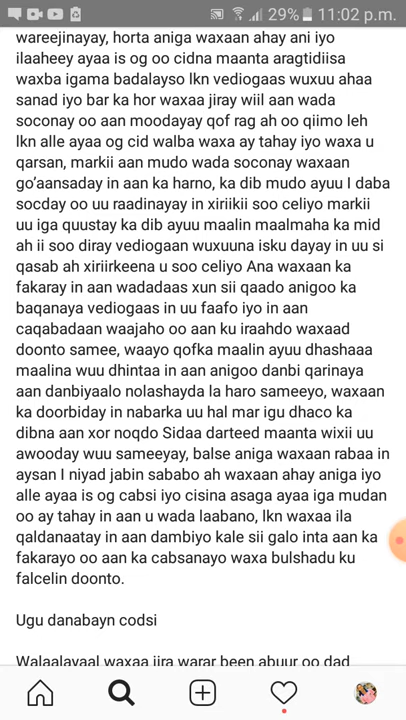 29% 11:02 p.m.
wareejinayay, horta aniga waxaan ahay ani iyo
ilaaheey ayaa is og oo cidna maanta aragtidiisa
waxba igama badalayso lkn vediogaas wuxuu ahaa
sanad iyo bar ka hor waxaa jiray wiil aan wada
soconay oo aan moodayay qof rag ah oo qiimo leh
lkn alle ayaa og cid walba waxa ay tahay iyo waxa u
qarsan, markii aan mudo wada soconay waxaan
go'aansaday in aan ka harno, ka dib mudo ayuu I daba
socday oo uu raadinayay in xiriikii soo celiyo markii
uu iga quustay ka dib ayuu maalin maalmaha ka mid
ah ii soo diray vediogaan wuxuuna isku dayay in uu si
qasab ah xiriirkeena u soo celiyo Ana waxaan ka
fakaray in aan wadadaas xun sii qaado anigoo ka
baqanaya vediogaas in uu faafo iyo in aan
caqabadaan waajaho oo aan ku iraahdo waxaad
doonto samee, waayo qofka maalin ayuu dhashaaa
maalina wuu dhintaa in aan anigoo danbi qarinaya
aan danbiyaalo nolashayda la haro sameeyo, waxaan
ka doorbiday in nabarka uu hal mar igu dhaco ka
dibna aan xor noqdo Sidaa darteed maanta wixii uu
awooday wuu sameeyay, balse aniga waxaan rabaa in
aysan I niyad jabin sababo ah waxaan ahay aniga iyo
alle ayaa is og cabsi iyo cisina asaga ayaa iga mudan
oo ay tahay in aan u wada laabano, lkn waxaa ila
qaldanaatay in aan dambiyo kale sii galo inta aan ka
fakarayo oo aan ka cabsanayo waxa bulshadu ku
falcelin doonto.
Ugu danabayn codsi
Walaalayaal waxaa jira warar been abuur oo dad